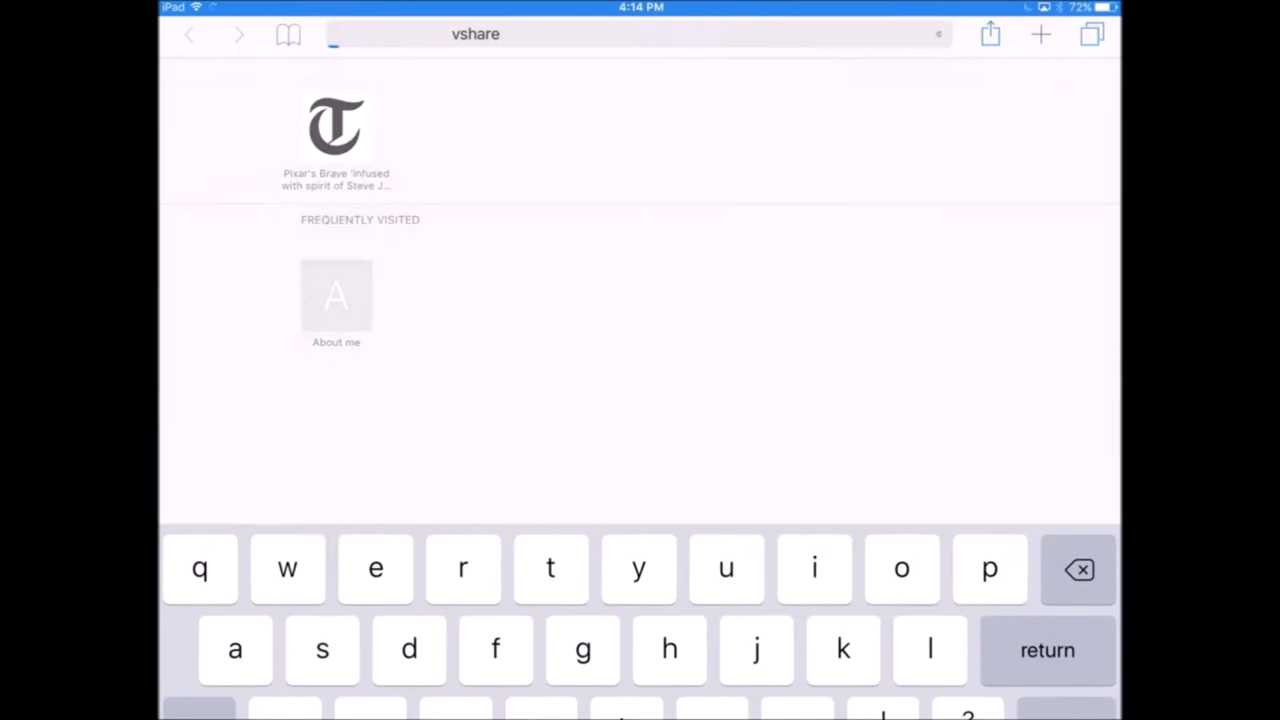 iPad
4:14 PM
72%
vshare
T
Pixar's Brave 'infused
with spirit of Steve J...
FREQUENTLY VISITED
A
About me
q w e r t y u i o p
a s d f g h j k l return
! ?